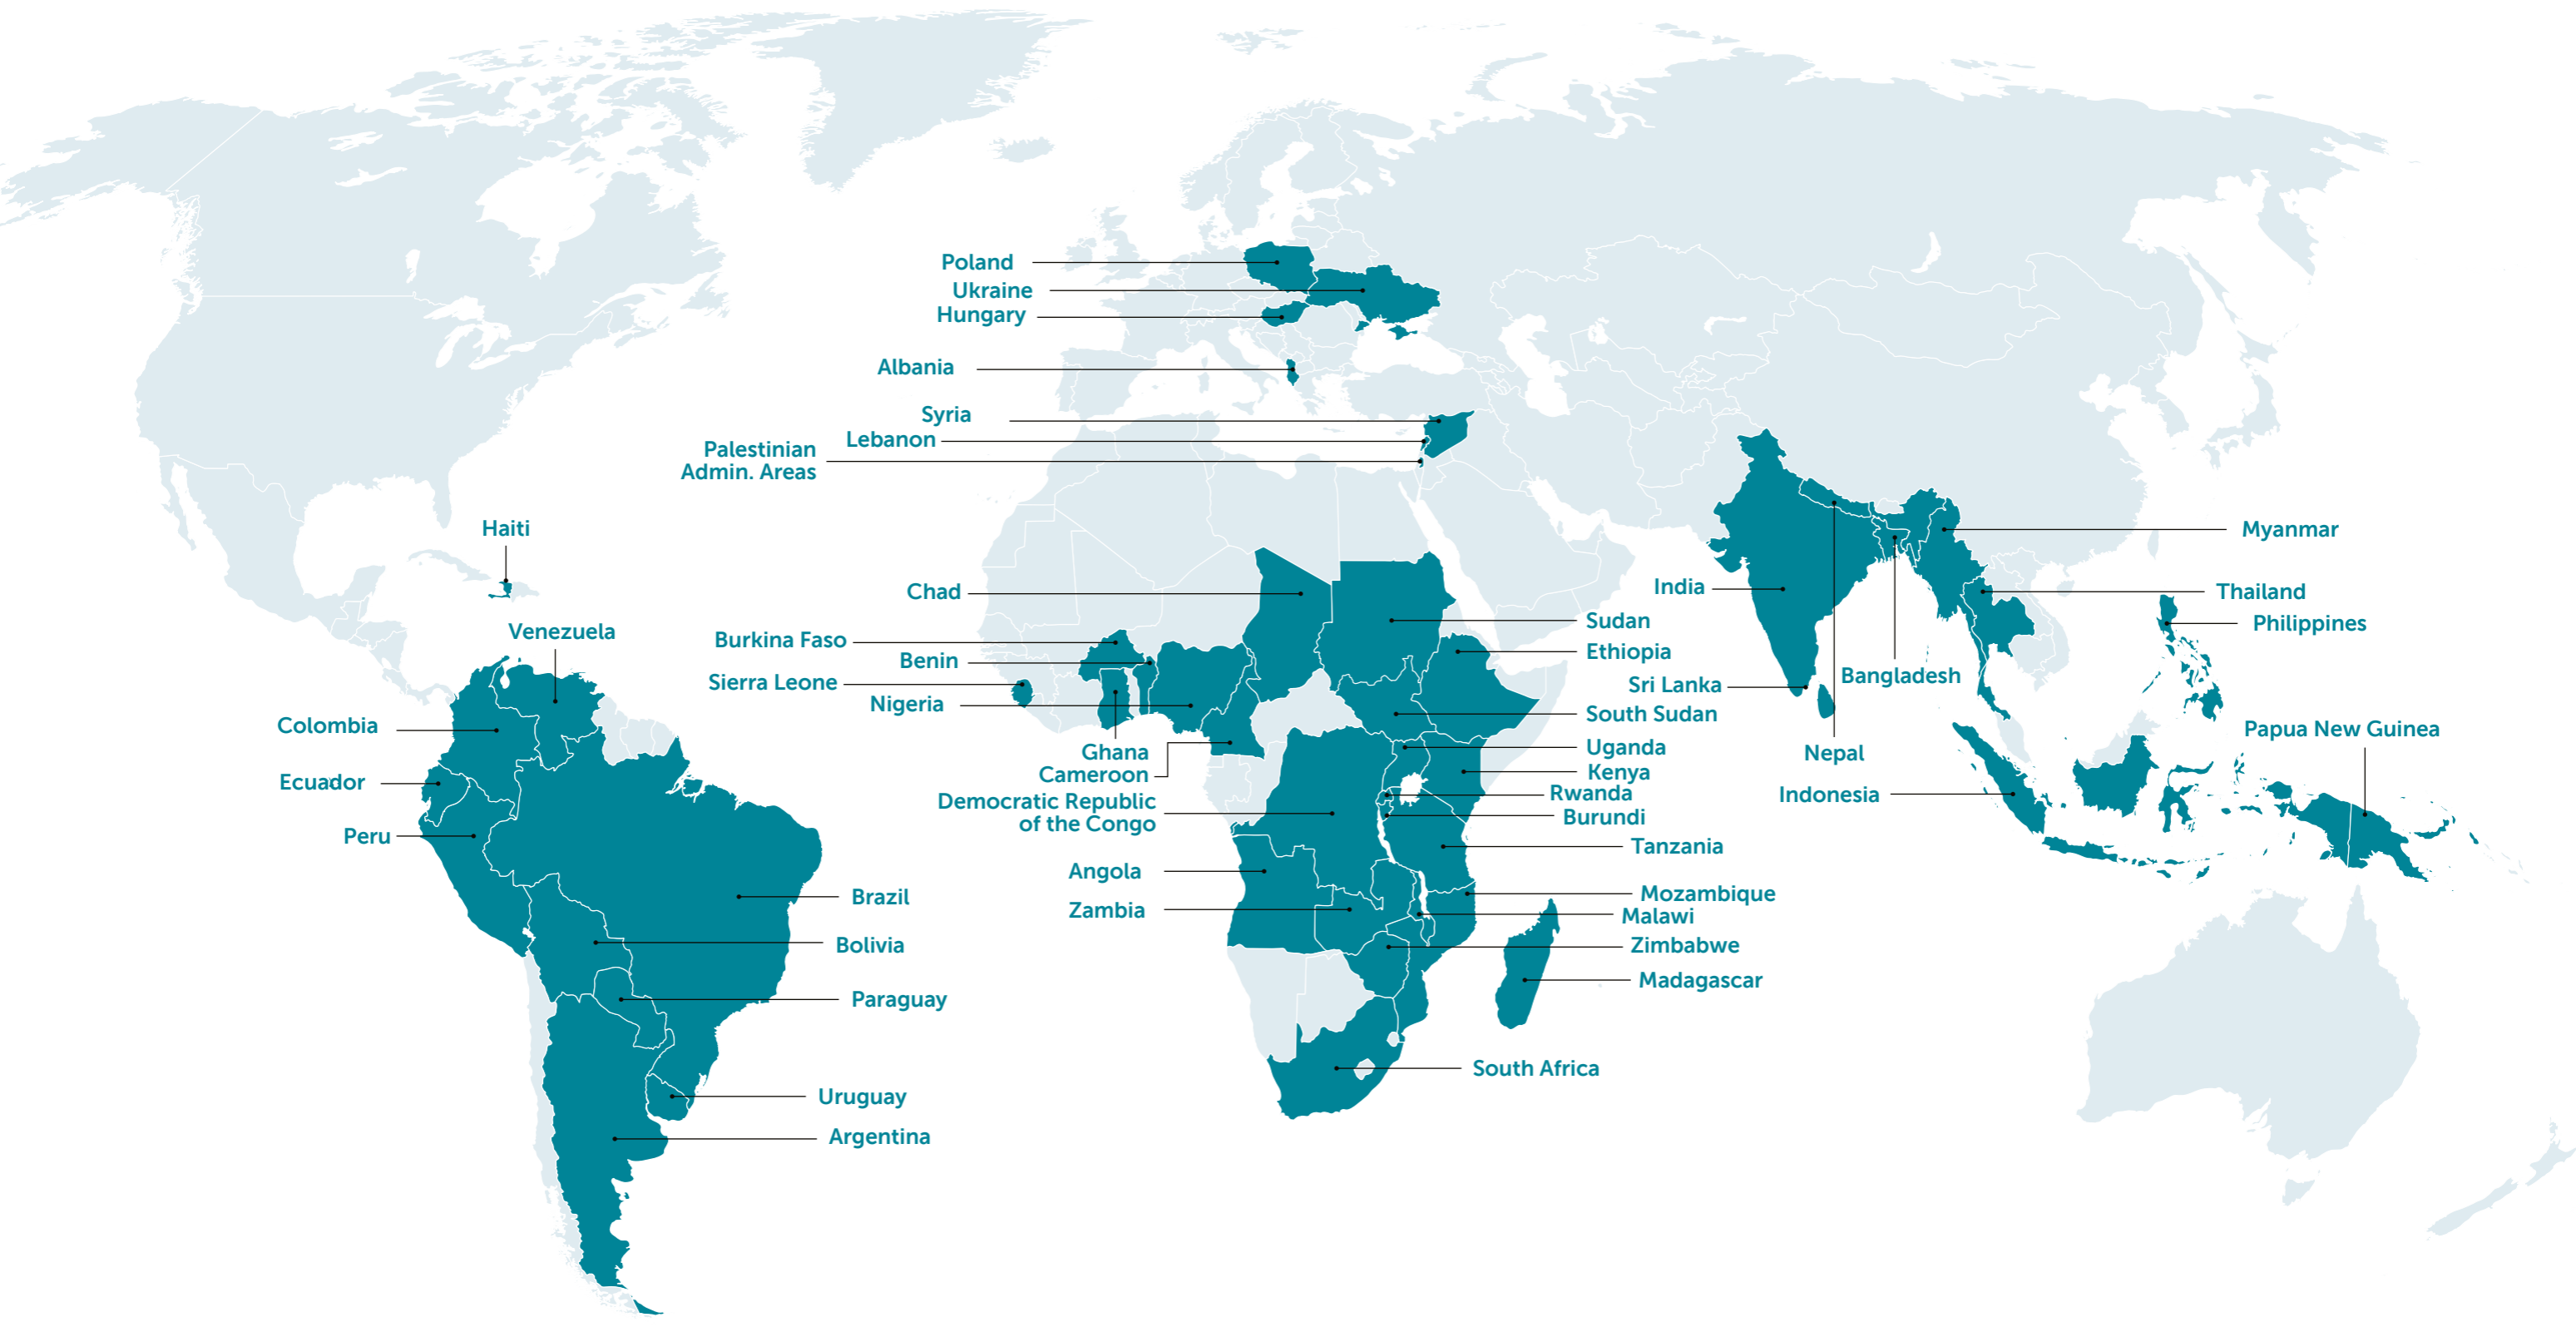 Poland
Ukraine
Hungary
Albania
Syria
Lebanon
Palestinian
Admin. Areas
Haiti
Venezuela
Colombia
Ecuador
Peru
Brazil
Bolivia
Paraguay
Uruguay
Argentina
Chad
Burkina Faso
Benin
Sierra Leone
Nigeria
Ghana
Cameroon
Democratic Republic
of the Congo
Angola
Zambia
Sudan
Ethiopia
South Sudan
Uganda
Kenya
Rwanda
Burundi
Tanzania
Mozambique
Malawi
Zimbabwe
Madagascar
South Africa
India
Sri Lanka
Bangladesh
Nepal
Myanmar
Thailand
Philippines
Papua New Guinea
Indonesia